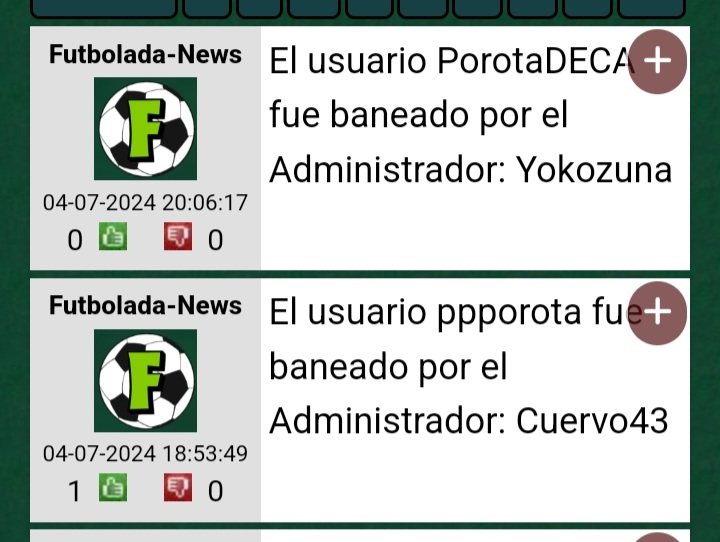 Futbolada-News
El usuario PorotaDECA
fue baneado por el
Administrador: Yokozuna
F
04-07-2024 20:06:17
0 0
Futbolada-News
El usuario ppporota fue
baneado por el
Administrador: Cuervo43
F
04-07-2024 18:53:49
1 0